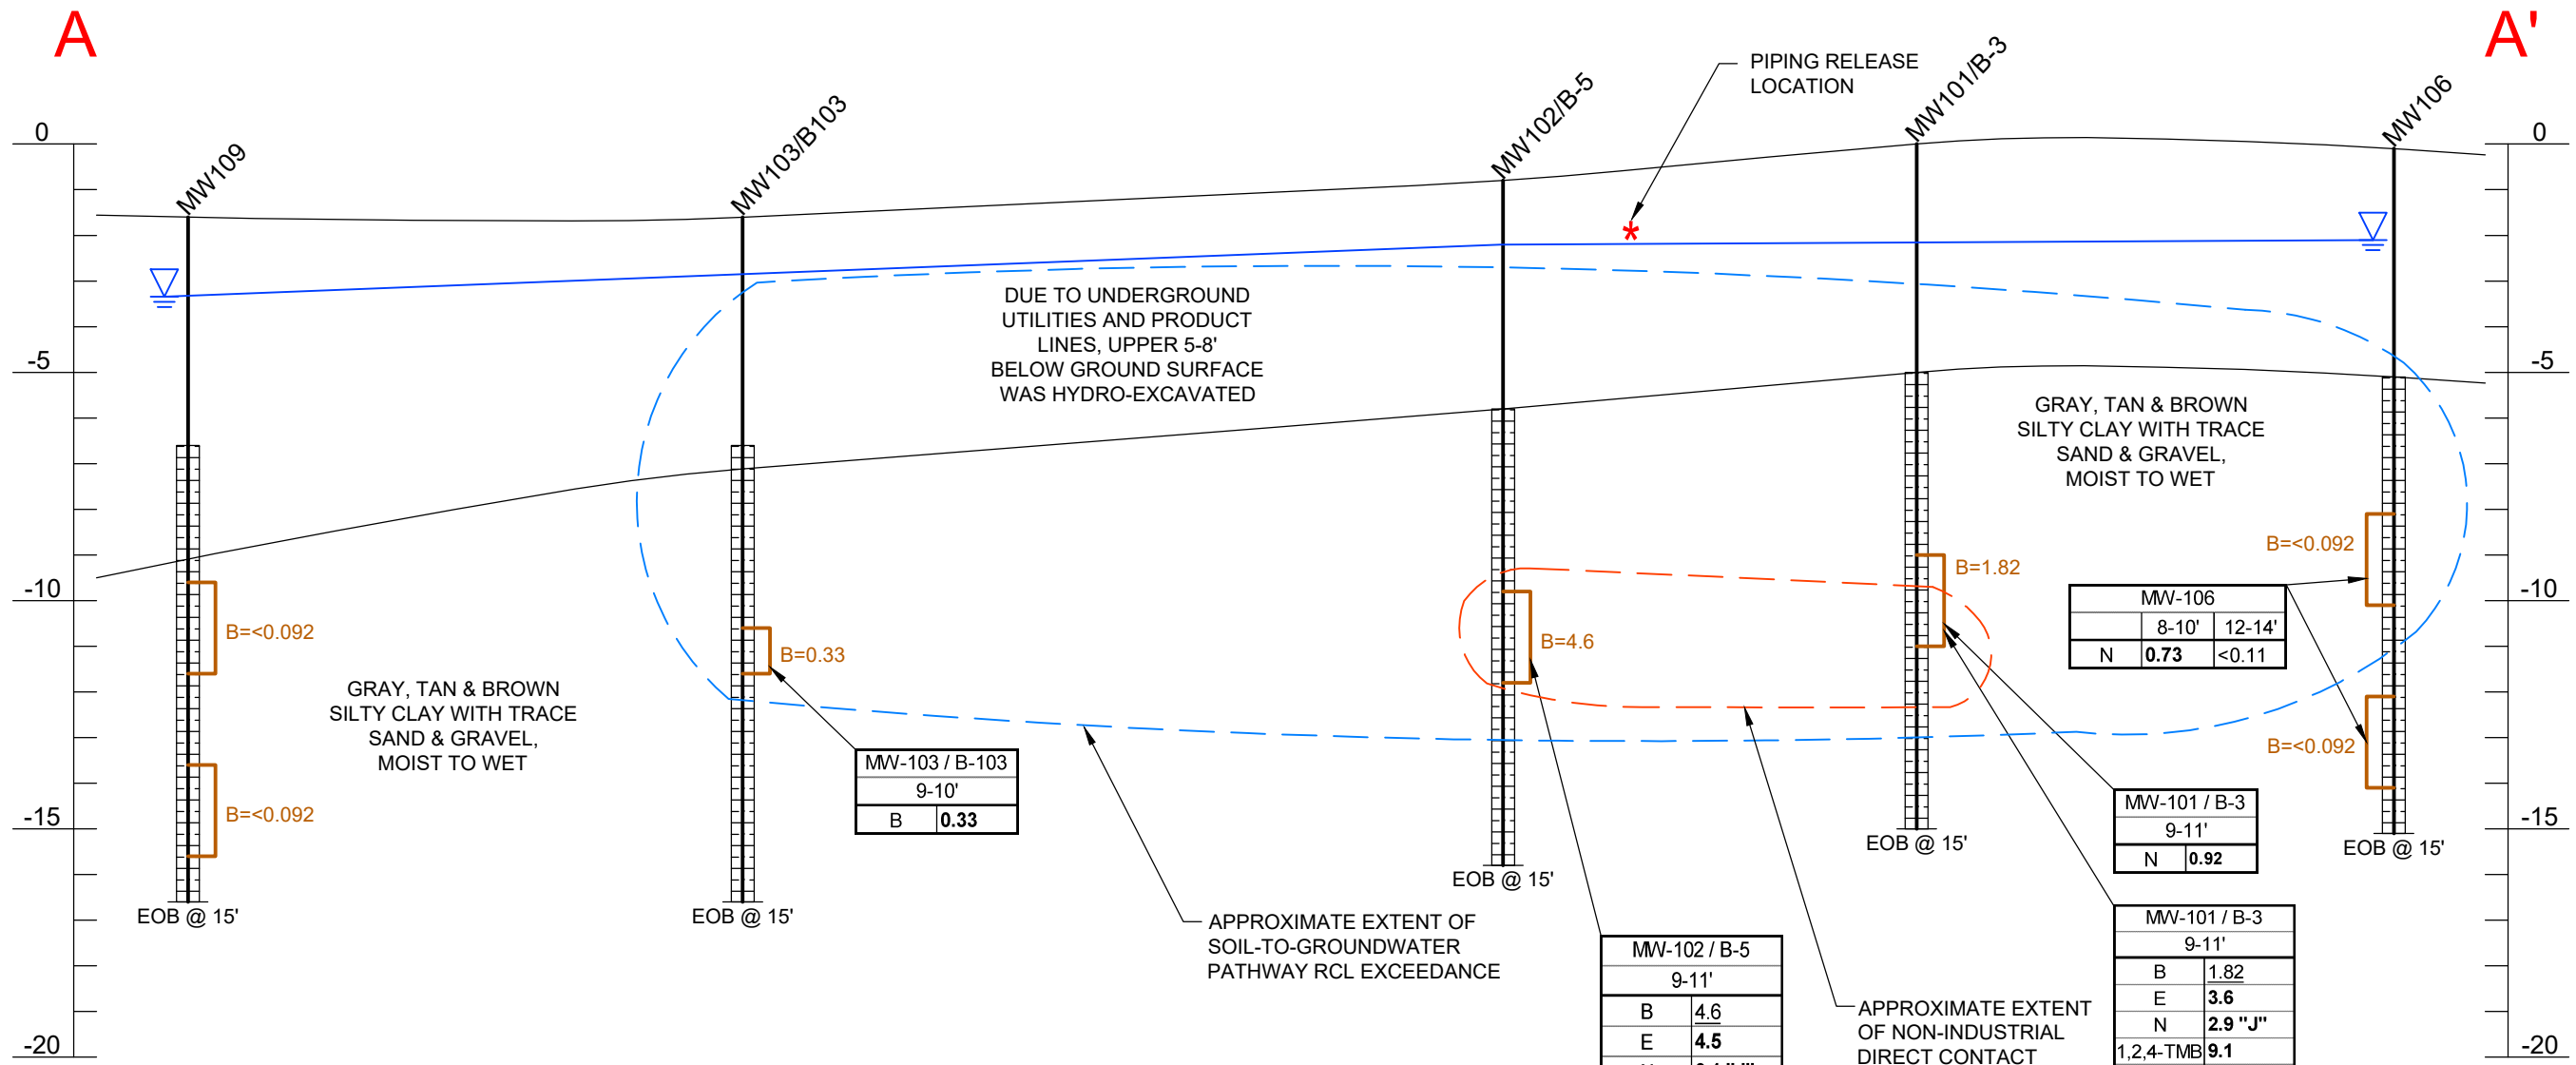 A
A'
PIPING RELEASE
LOCATION
MW109
MW103/B103
MW102/B-5
MW101/B-3
MW106
0
-5
-10
-15
-20
0
-5
-10
-15
-20
*
DUE TO UNDERGROUND
UTILITIES AND PRODUCT
LINES, UPPER 5-8'
BELOW GROUND SURFACE
WAS HYDRO-EXCAVATED
GRAY, TAN & BROWN
SILTY CLAY WITH TRACE
SAND & GRAVEL,
MOIST TO WET
B=<0.092
B=<0.092
GRAY, TAN & BROWN
SILTY CLAY WITH TRACE
SAND & GRAVEL,
MOIST TO WET
B=0.33
B=4.6
B=1.82
B=<0.092
B=<0.092
MW-106
8-10' 12-14'
N 0.73 <0.11
MW-103 / B-103
9-10'
B 0.33
MW-101 / B-3
9-11'
N 0.92
EOB @ 15'
EOB @ 15'
EOB @ 15'
EOB @ 15'
EOB @ 15'
APPROXIMATE EXTENT OF
SOIL-TO-GROUNDWATER
PATHWAY RCL EXCEEDANCE
MW-102 / B-5
9-11'
B 4.6
E 4.5
APPROXIMATE EXTENT
OF NON-INDUSTRIAL
DIRECT CONTACT
MW-101 / B-3
9-11'
B 1.82
E 3.6
N 2.9 "J"
1,2,4-TMB 9.1